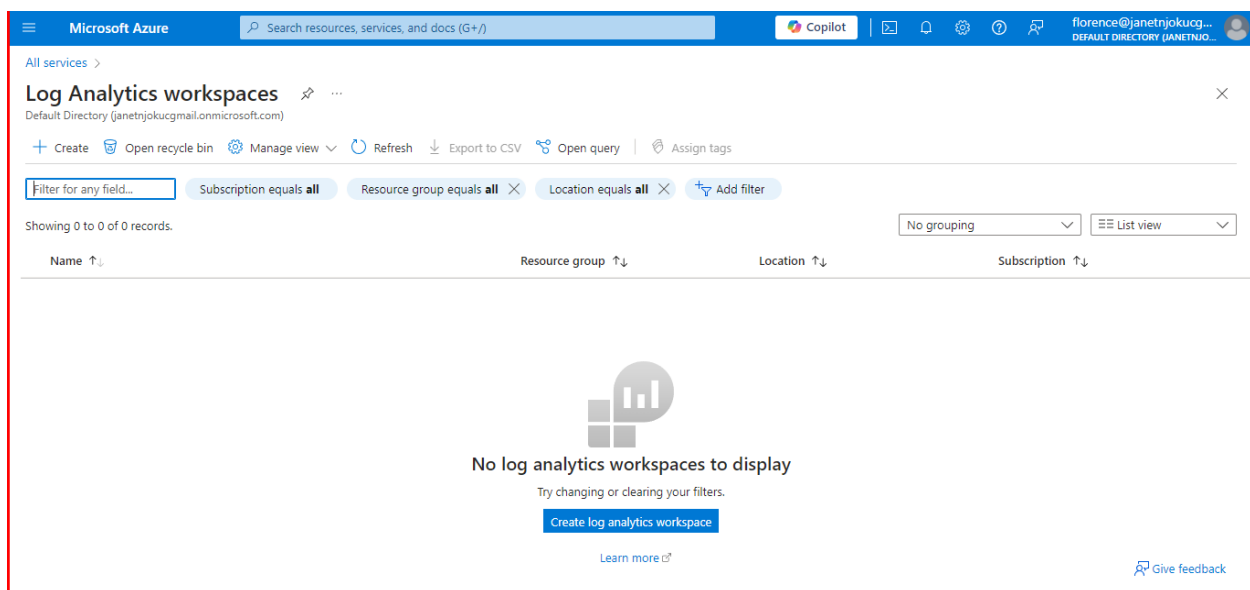 Microsoft Azure
Search resources, services, and docs (G+/)
Copilot
florence@janetnjokucg...
DEFAULT DIRECTORY (JANETNJO...
All services >
Log Analytics workspaces ...
Default Directory (janetnjokucgmail.onmicrosoft.com)
+ Create Open recycle bin Manage view Refresh Export to CSV Open query Assign tags
Filter for any field... Subscription equals all Resource group equals all Location equals all Add filter
Showing 0 to 0 of 0 records. No grouping List view
Name Resource group Location Subscription
No log analytics workspaces to display
Try changing or clearing your filters.
Create log analytics workspace
Learn more
Give feedback